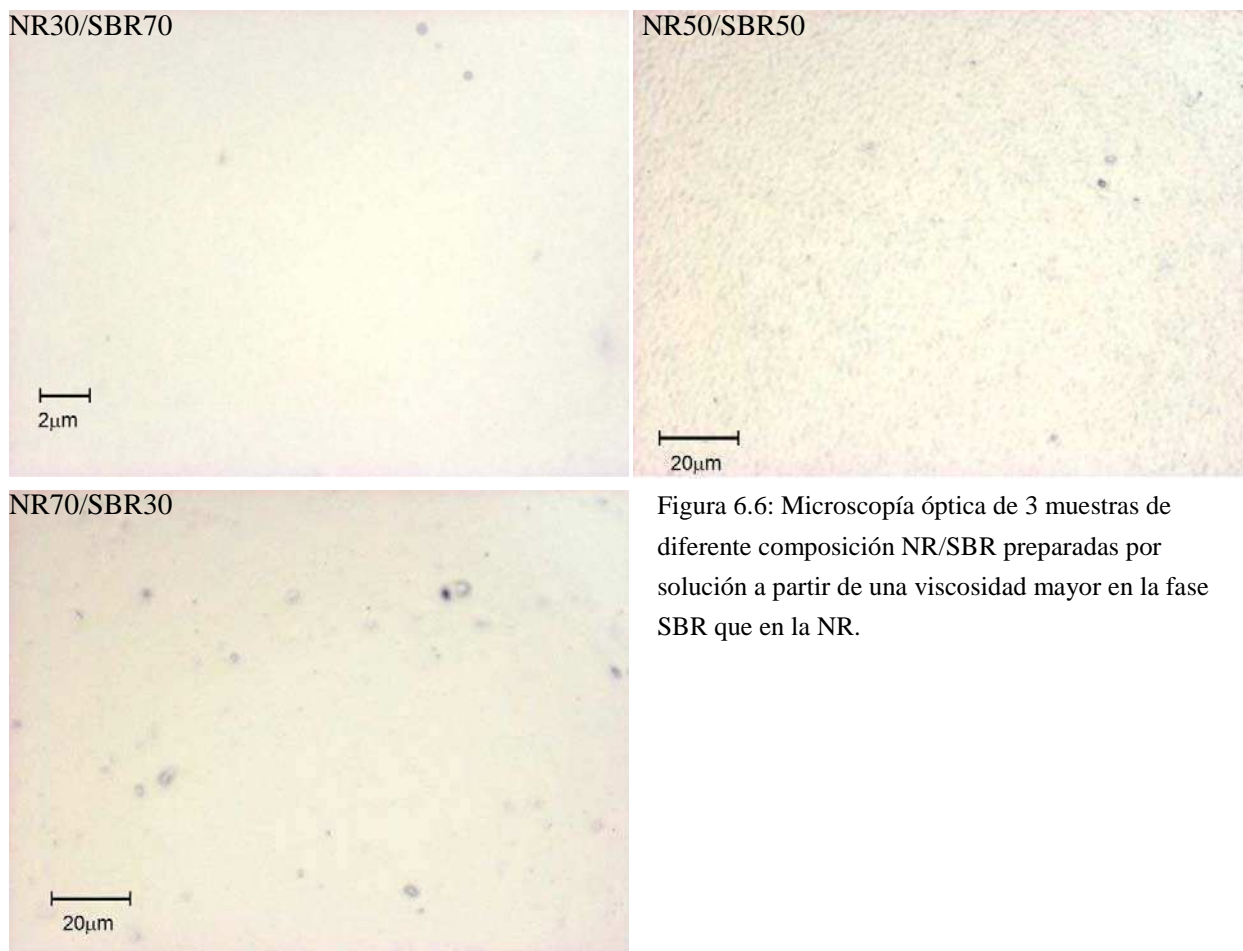 NR30/SBR70
2μm
NR50/SBR50
20μm
NR70/SBR30
20μm
Figura 6.6: Microscopía óptica de 3 muestras de
diferente composición NR/SBR preparadas por
solución a partir de una viscosidad mayor en la fase
SBR que en la NR.